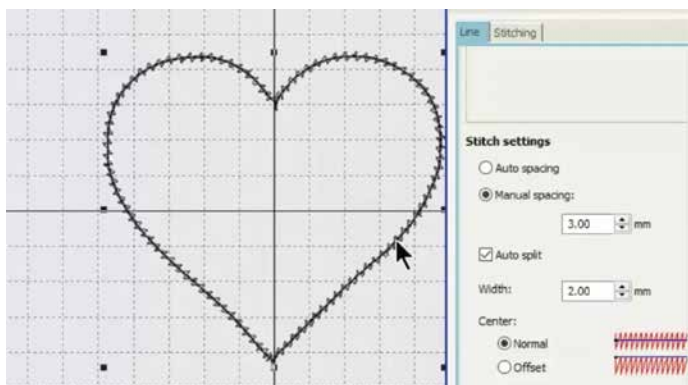 Line
Stitching
Stitch settings
Auto spacing
Manual spacing:
3.00 mm
Auto split
Width: 2.00 mm
Center:
Normal
Offset